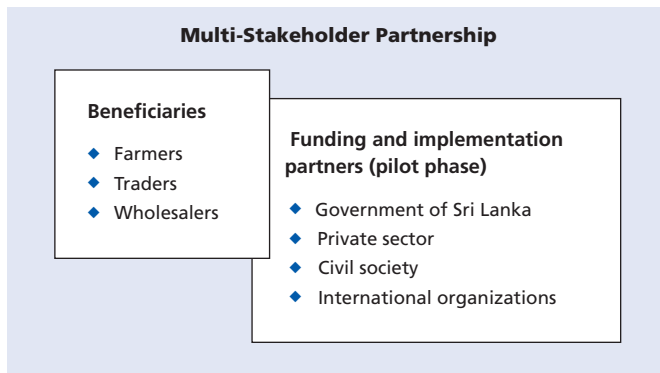 Multi-Stakeholder Partnership
Beneficiaries
◆ Farmers
◆ Traders
◆ Wholesalers
Funding and implementation
partners (pilot phase)
◆ Government of Sri Lanka
◆ Private sector
◆ Civil society
◆ International organizations